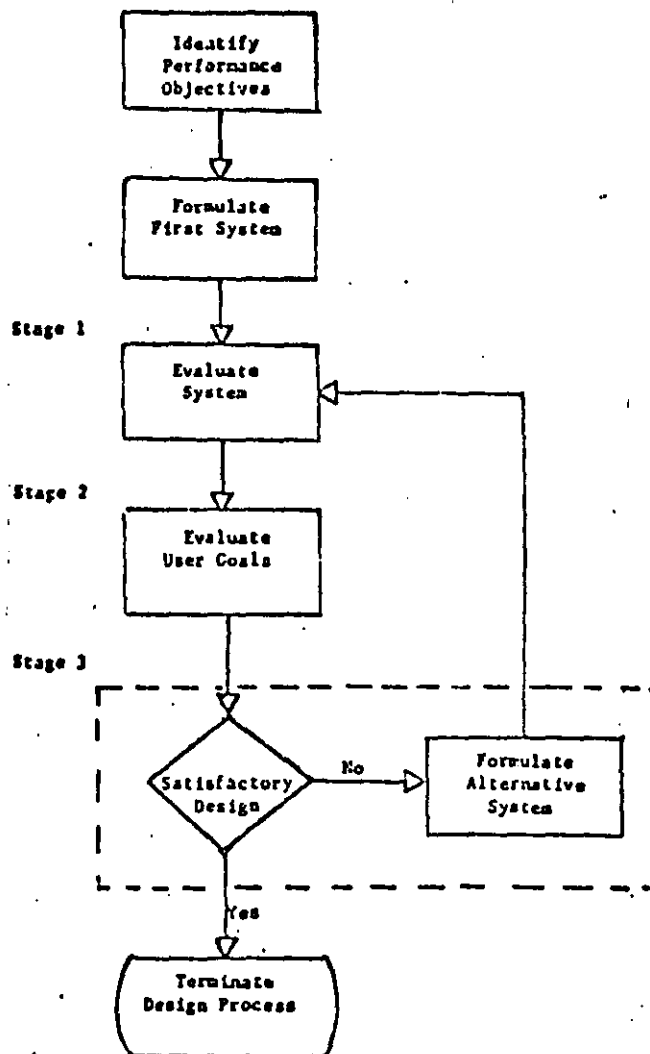 Identify
Performance
Objectives
Formulate
First System
Stage 1
Evaluate
System
Stage 2
Evaluate
User Goals
Stage 3
Satisfactory
Design
No
Formulate
Alternative
System
Yes
Terminate
Design Process